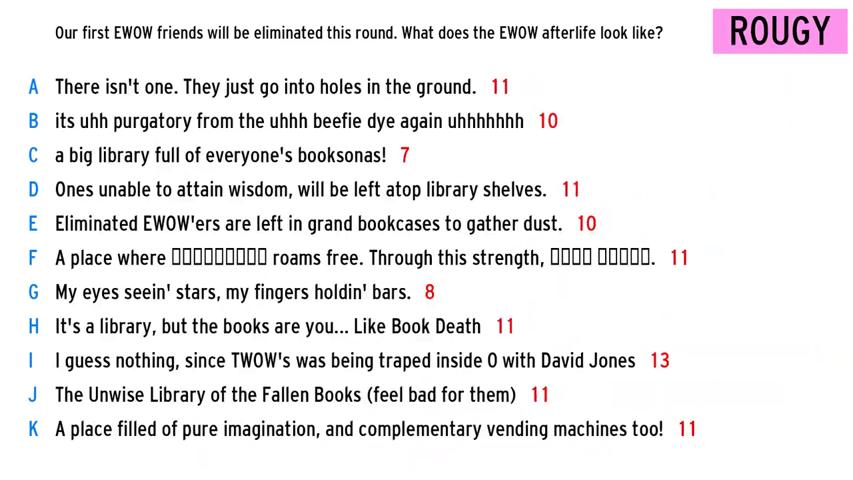 Our first EWOW friends will be eliminated this round. What does the EWOW afterlife look like?
ROUGY
A There isn't one. They just go into holes in the ground. 11
B its uhh purgatory from the uhhh beefie dye again uhhhhhhh 10
C a big library full of everyone's booksonas! 7
D Ones unable to attain wisdom, will be left atop library shelves. 11
E Eliminated EWOW'ers are left in grand bookcases to gather dust. 10
F A place where ▯▯▯▯▯▯▯▯▯ roams free. Through this strength, ▯▯▯▯ ▯▯▯▯▯. 11
G My eyes seein' stars, my fingers holdin' bars. 8
H It's a library, but the books are you... Like Book Death 11
I I guess nothing, since TWOW's was being traped inside O with David Jones 13
J The Unwise Library of the Fallen Books (feel bad for them) 11
K A place filled of pure imagination, and complementary vending machines too! 11